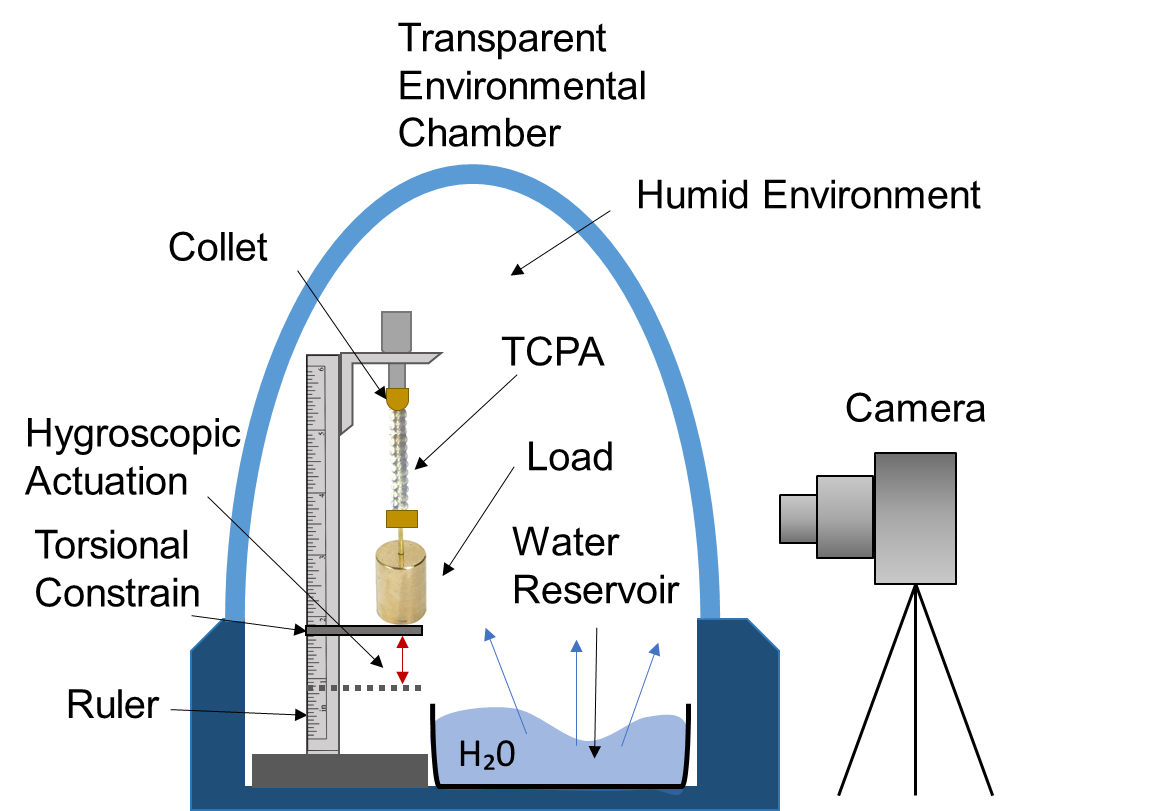 Transparent
Environmental
Chamber
Humid Environment
Collet
TCPA
Camera
Hygroscopic
Actuation
Load
Torsional
Constrain
Water
Reservoir
Ruler
H₂0